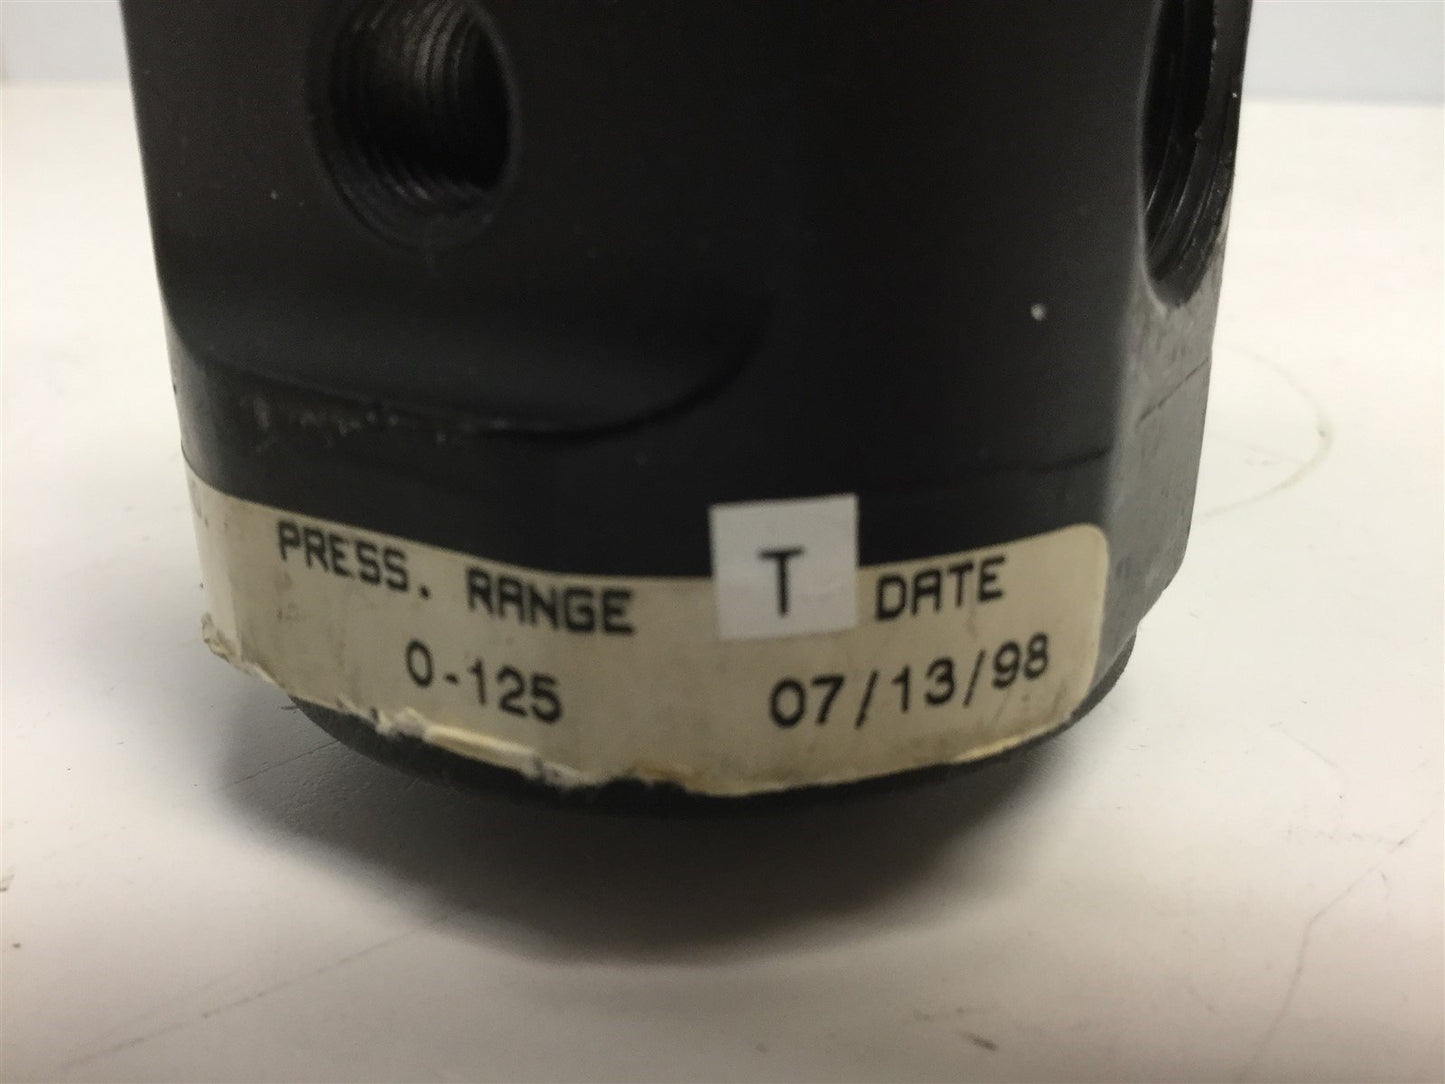 PRESS. RANGE T DATE
0-125 07/13/98